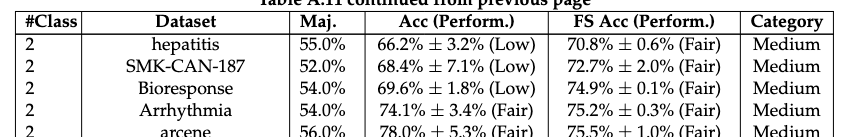 Table A.11 continued from previous page
#Class Dataset Maj. Acc (Perform.) FS Acc (Perform.) Category
2 hepatitis 55.0% 66.2% ± 3.2% (Low) 70.8% ± 0.6% (Fair) Medium
2 SMK-CAN-187 52.0% 68.4% ± 7.1% (Low) 72.7% ± 2.0% (Fair) Medium
2 Bioresponse 54.0% 69.6% ± 1.8% (Low) 74.9% ± 0.1% (Fair) Medium
2 Arrhythmia 54.0% 74.1% ± 3.4% (Fair) 75.2% ± 0.3% (Fair) Medium
2 arcene 56.0% 78.0% ± 5.3% (Fair) 75.5% ± 1.0% (Fair) Medium